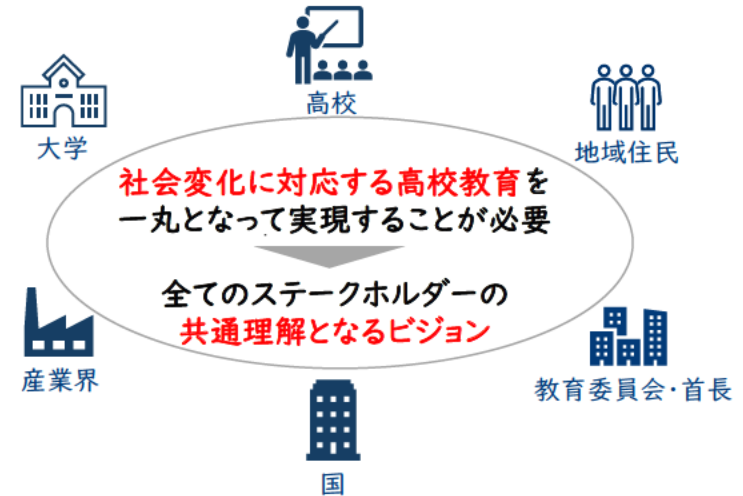 高校
大学
地域住民
社会変化に対応する高校教育を
一丸となって実現することが必要
全てのステークホルダーの
共通理解となるビジョン
産業界
教育委員会・首長
国